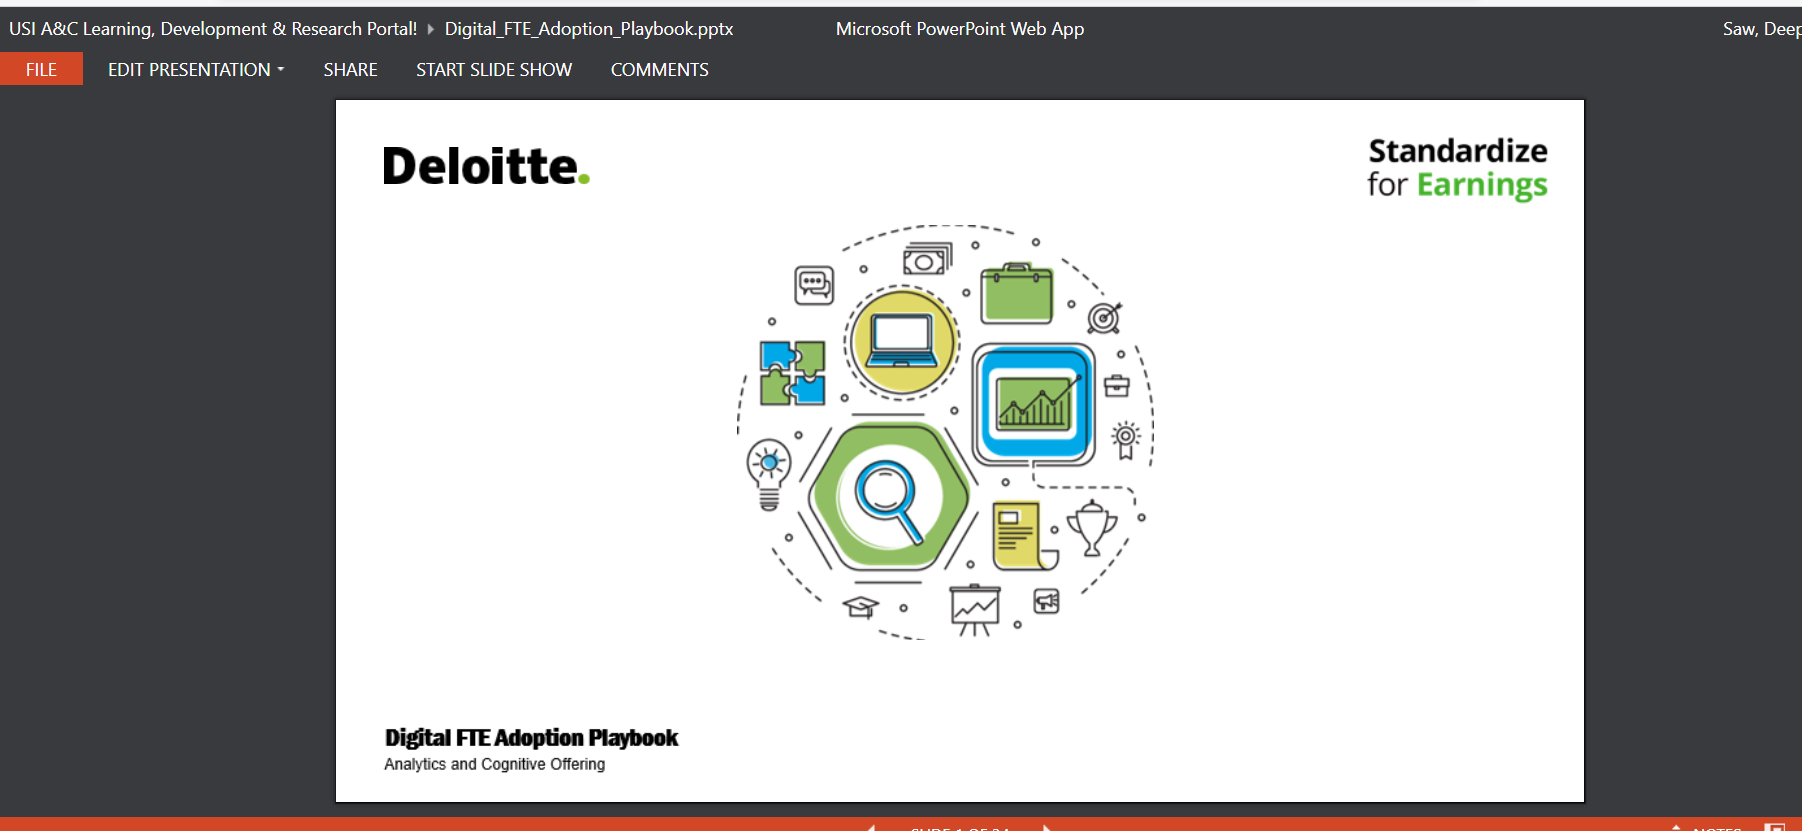 USI A&C Learning, Development & Research Portal! Digital_FTE_Adoption_Playbook.pptx Microsoft PowerPoint Web App Saw, Deep
FILE EDIT PRESENTATION SHARE START SLIDE SHOW COMMENTS
Deloitte.
Standardize
for Earnings
Digital FTE Adoption Playbook
Analytics and Cognitive Offering